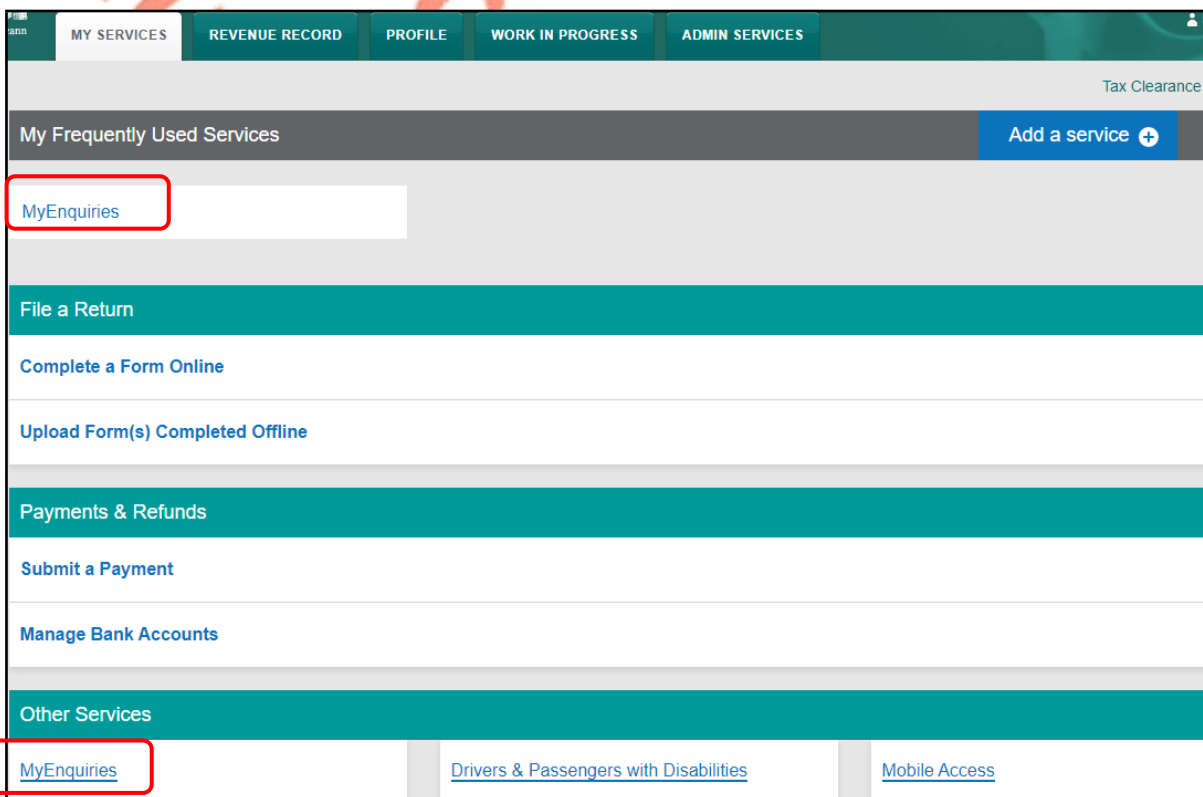 MY SERVICES REVENUE RECORD PROFILE WORK IN PROGRESS ADMIN SERVICES
Tax Clearance
My Frequently Used Services Add a service
MyEnquiries
File a Return
Complete a Form Online
Upload Form(s) Completed Offline
Payments & Refunds
Submit a Payment
Manage Bank Accounts
Other Services
MyEnquiries Drivers & Passengers with Disabilities Mobile Access